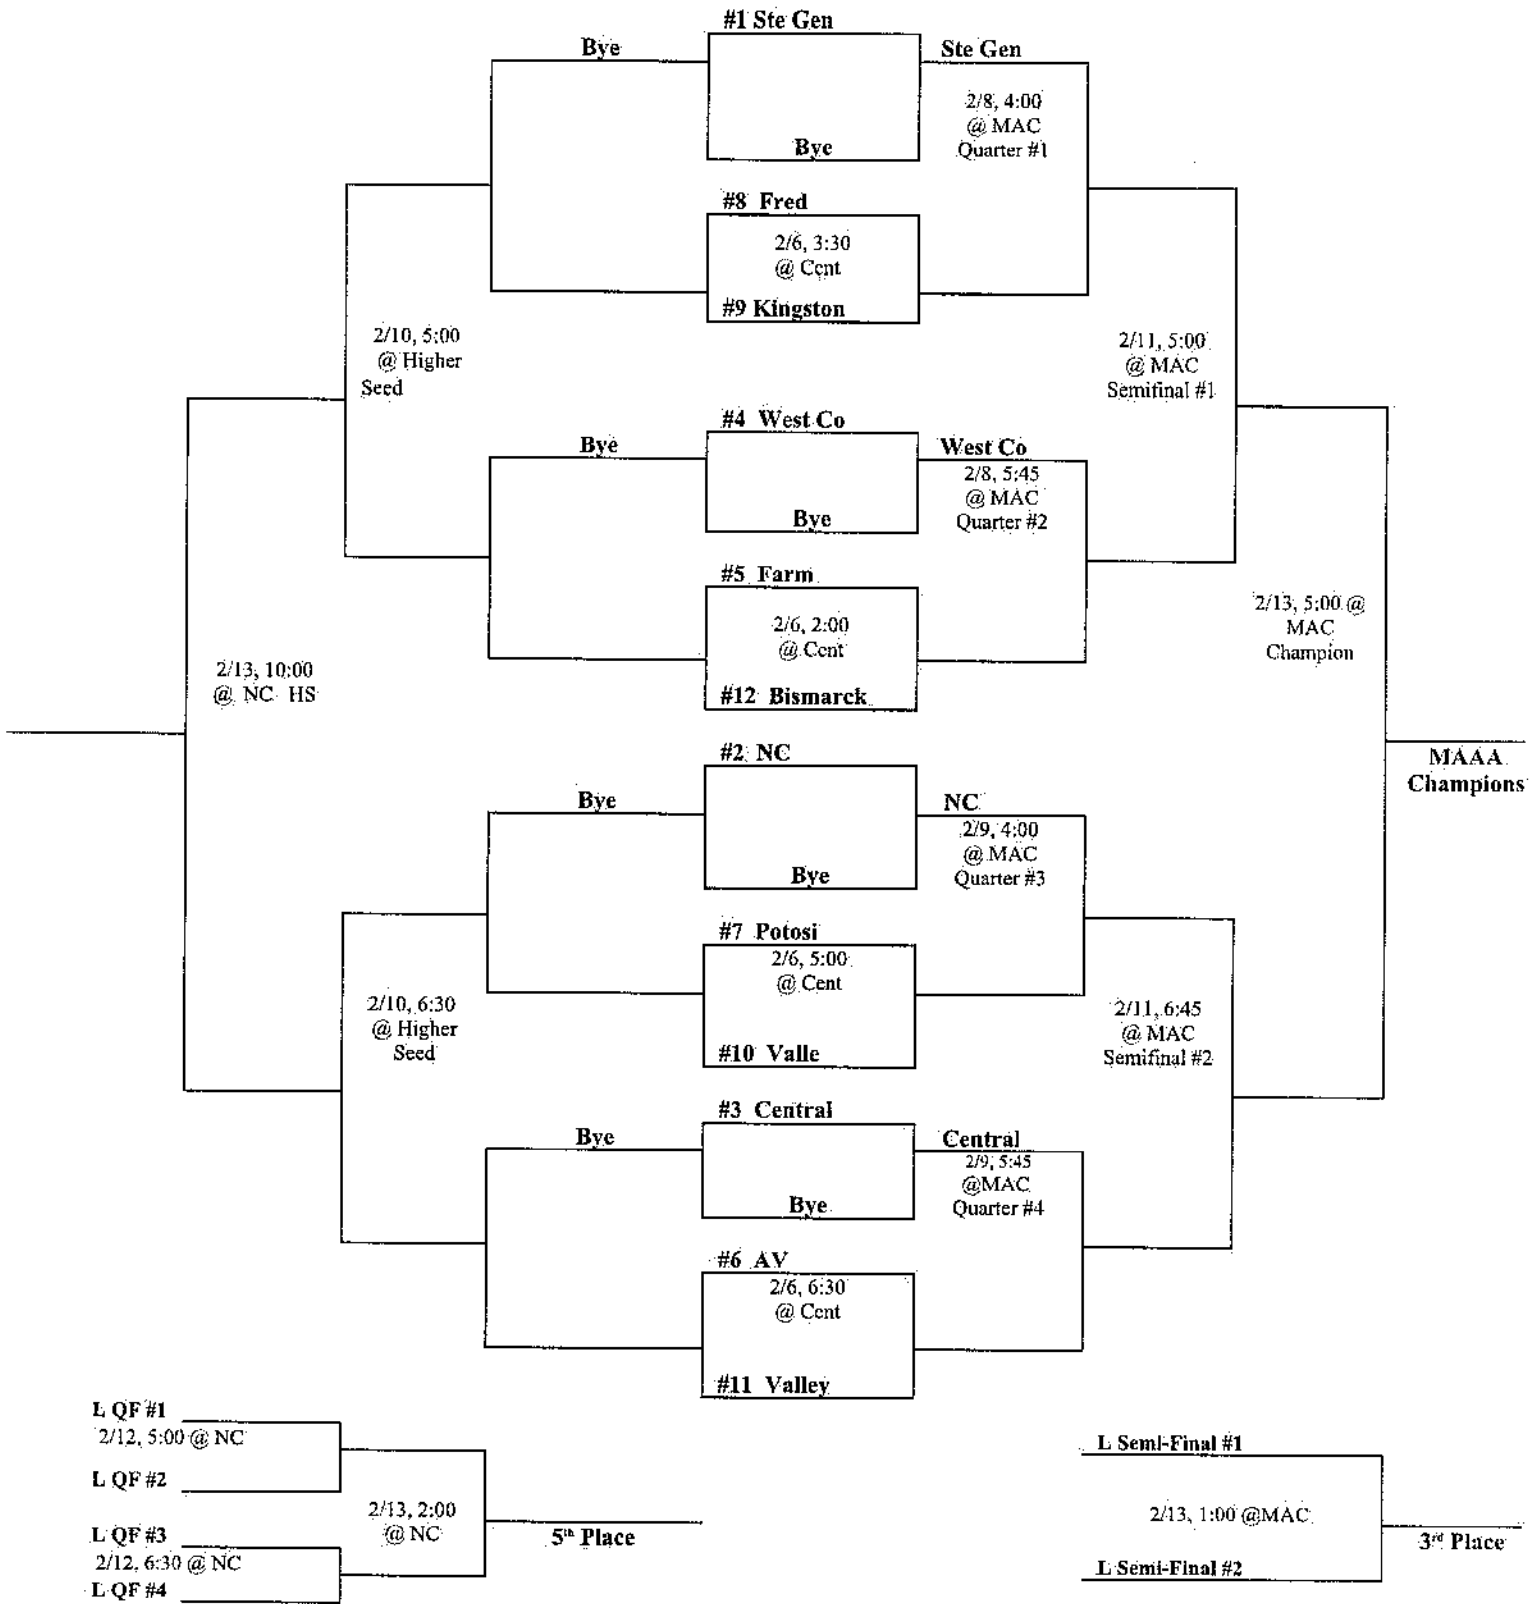 #1 Ste Gen
Bye
Ste Gen
2/8, 4:00
@ MAC
Quarter #1
Bye
#8 Fred
2/6, 3:30
@ Cent
#9 Kingston
2/10, 5:00
@ Higher
Seed
2/11, 5:00
@ MAC
Semifinal #1
#4 West Co
Bye
West Co
2/8, 5:45
@ MAC
Quarter #2
Bye
#5 Farm
2/6, 2:00
@ Cent
#12 Bismarck
2/13, 10:00
@ NC HS
2/13, 5:00 @
MAC
Champion
#2 NC
MAAA
Champions
Bye
NC
2/9, 4:00
@ MAC
Quarter #3
Bye
#7 Potosi
2/6, 5:00
@ Cent
#10 Valle
2/10, 6:30
@ Higher
Seed
2/11, 6:45
@ MAC
Semifinal #2
#3 Central
Bye
Central
2/9, 5:45
@MAC
Quarter #4
Bye
#6 AV
2/6, 6:30
@ Cent
#11 Valley
L QF #1
2/12, 5:00 @ NC
L QF #2
2/13, 2:00
@ NC
5th Place
L QF #3
2/12, 6:30 @ NC
L QF #4
L Semi-Final #1
2/13, 1:00 @MAC
3rd Place
L Semi-Final #2